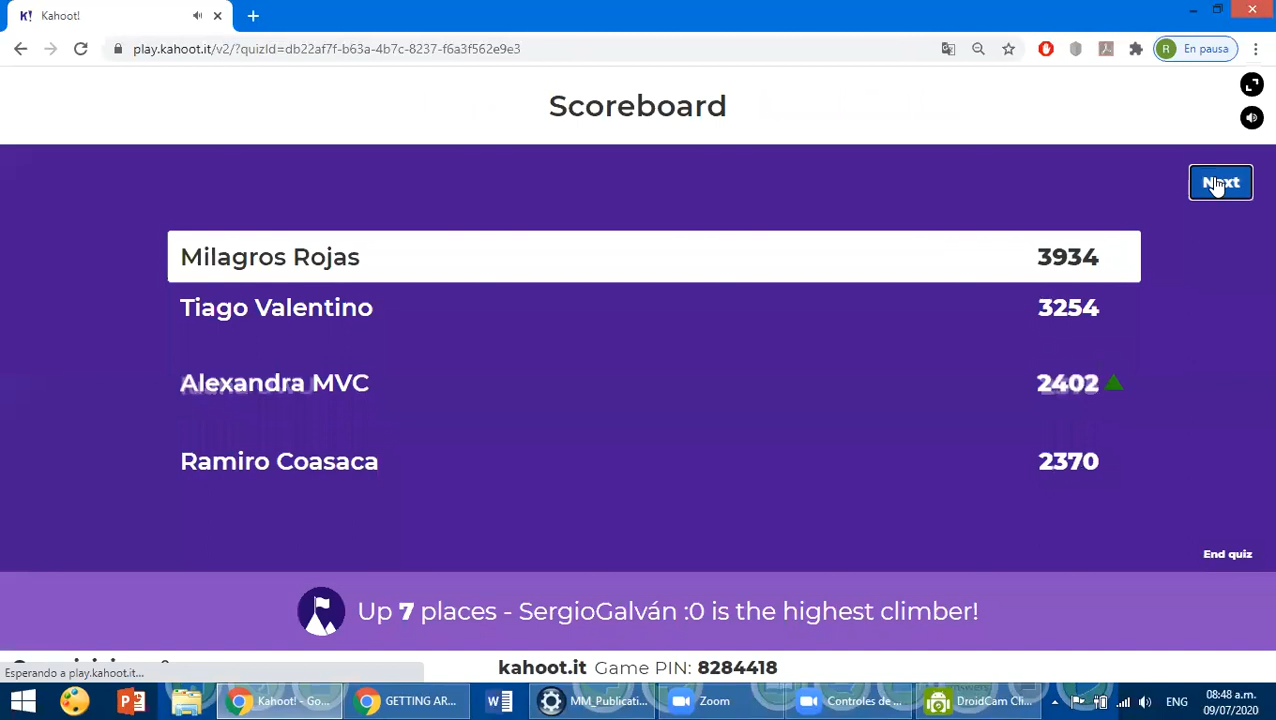 K! Kahoot!
play.kahoot.it/v2/?quizId=db22af7f-b63a-4b7c-8237-f6a3f562e9e3
R En pausa
Scoreboard
Next
Milagros Rojas 3934
Tiago Valentino 3254
Alexandra MVC 2402
Ramiro Coasaca 2370
End quiz
Up 7 places - SergioGalván :0 is the highest climber!
kahoot.it Game PIN: 8284418
Esperando a play.kahoot.it...
Kahoot! - Go...
GETTING AR...
MM_Publicati...
Zoom
Controles de ...
DroidCam Cli...
ENG
08:48 a.m.
09/07/2020